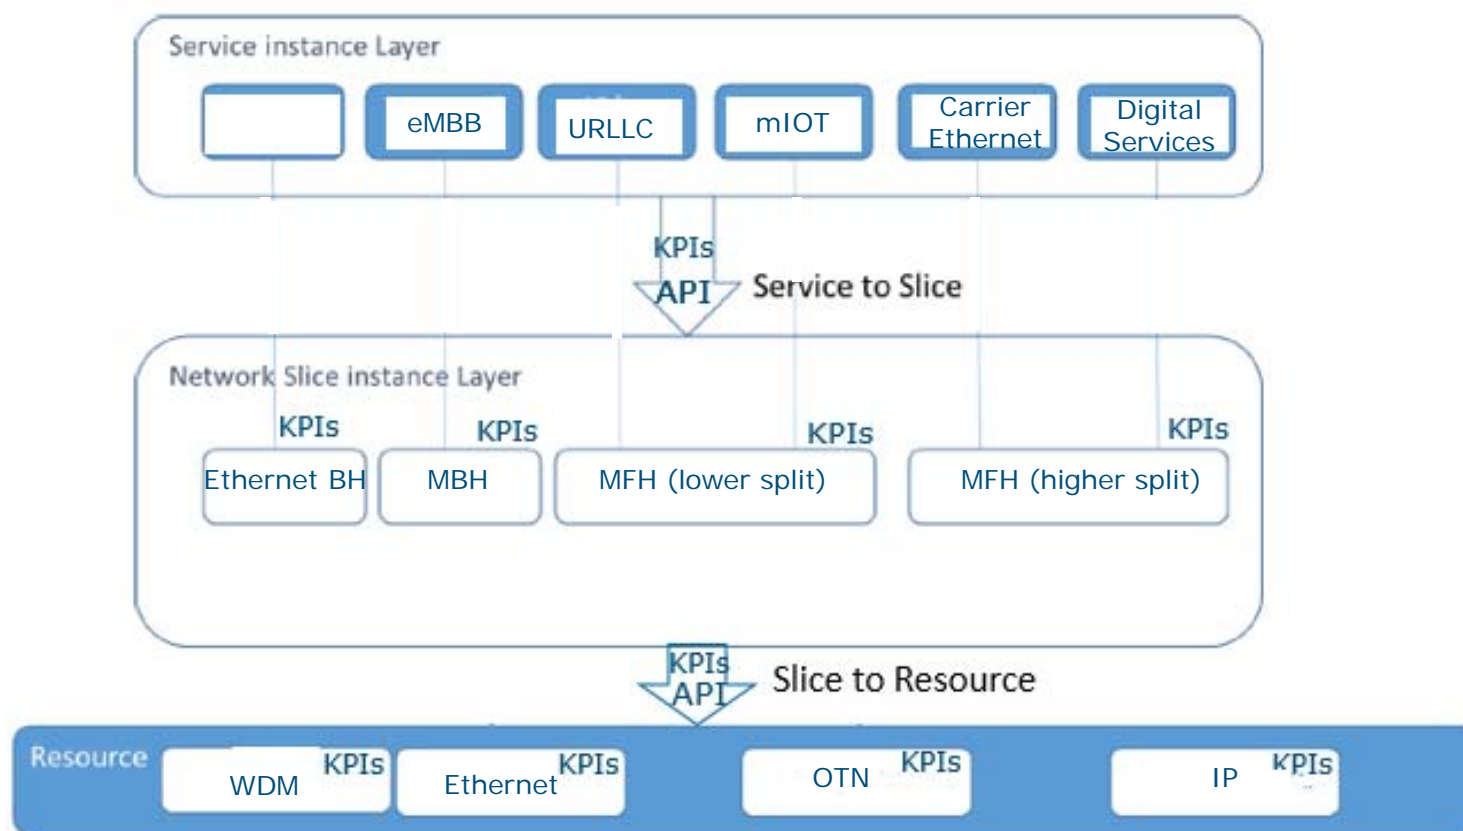 Service instance Layer
eMBB
URLLC
mIOT
Carrier
Ethernet
Digital
Services
KPIs
API
Service to Slice
Network Slice instance Layer
KPIs
KPIs
KPIs
KPIs
Ethernet BH
MBH
MFH (lower split)
MFH (higher split)
KPIs
API
Slice to Resource
Resource
WDM
KPIs
Ethernet
KPIs
OTN
KPIs
IP
KPIs